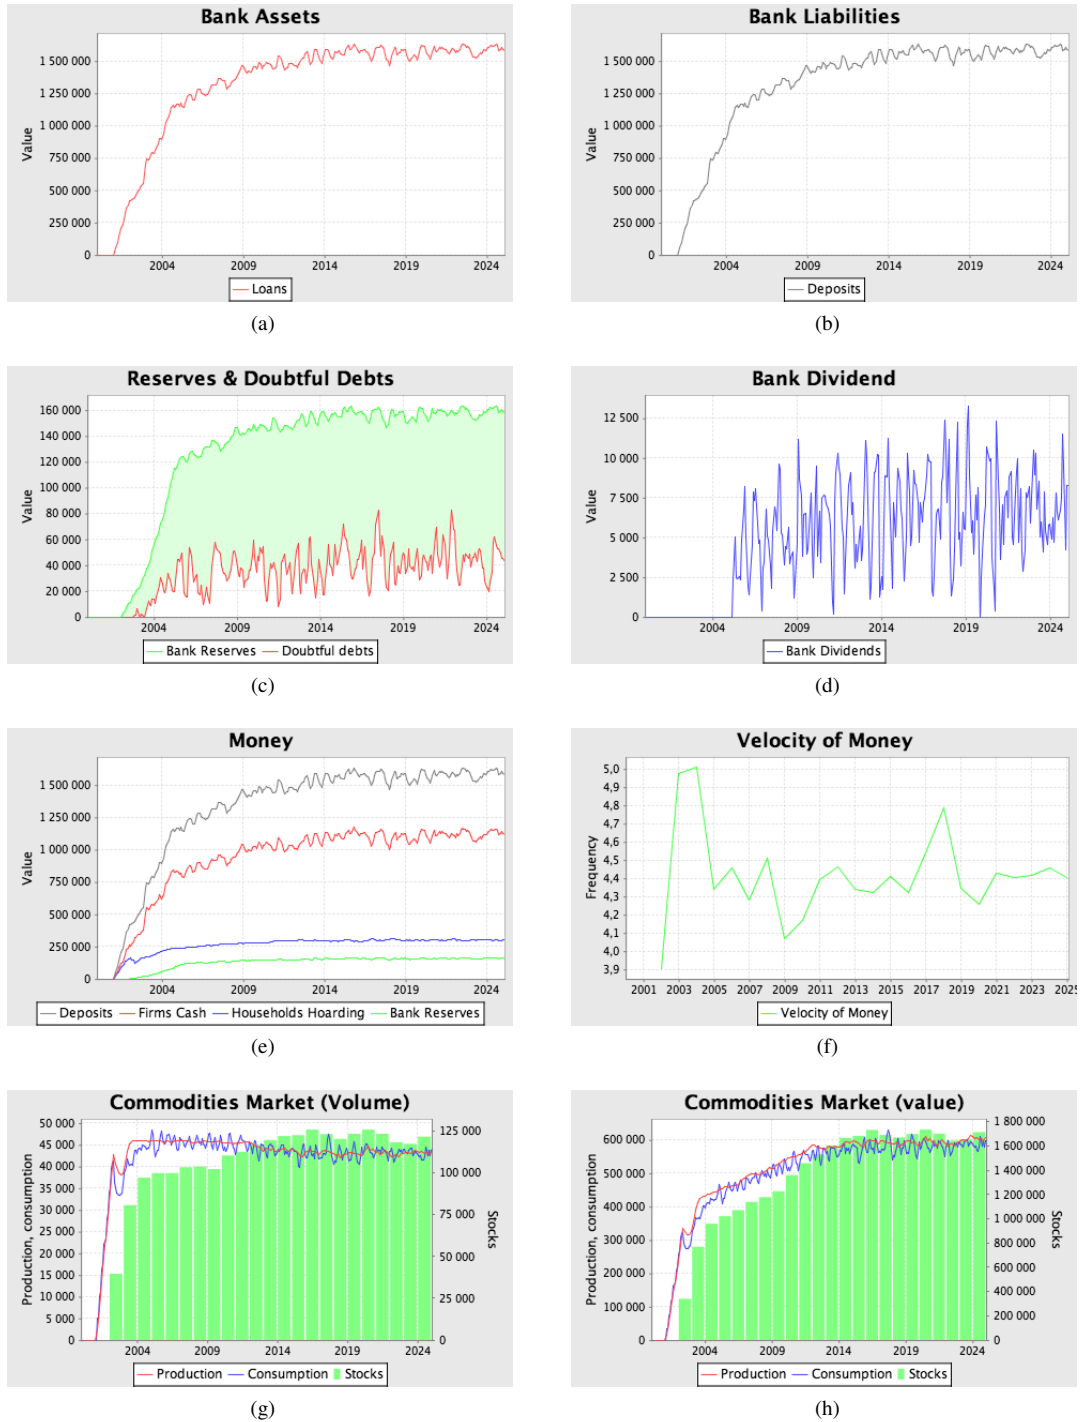 Bank Assets
Value
1 500 000
1 250 000
1 000 000
750 000
500 000
250 000
0
2004 2009 2014 2019 2024
Loans
(a)
Bank Liabilities
Value
1 500 000
1 250 000
1 000 000
750 000
500 000
250 000
0
2004 2009 2014 2019 2024
Deposits
(b)
Reserves & Doubtful Debts
Value
160 000
140 000
120 000
100 000
80 000
60 000
40 000
20 000
0
2004 2009 2014 2019 2024
Bank Reserves Doubtful debts
(c)
Bank Dividend
Value
12 500
10 000
7 500
5 000
2 500
0
2004 2009 2014 2019 2024
Bank Dividends
(d)
Money
Value
1 500 000
1 250 000
1 000 000
750 000
500 000
250 000
0
2004 2009 2014 2019 2024
Deposits Firms Cash Households Hoarding Bank Reserves
(e)
Velocity of Money
Frequency
5,0
4,9
4,8
4,7
4,6
4,5
4,4
4,3
4,2
4,1
4,0
3,9
2001 2003 2005 2007 2009 2011 2013 2015 2017 2019 2021 2023 2025
Velocity of Money
(f)
Commodities Market (Volume)
Production, consumption
50 000
45 000
40 000
35 000
30 000
25 000
20 000
15 000
10 000
5 000
0
125 000
100 000
75 000
50 000
25 000
0
Stocks
2004 2009 2014 2019 2024
Production Consumption Stocks
(g)
Commodities Market (value)
Production, consumption
600 000
500 000
400 000
300 000
200 000
100 000
0
1 800 000
1 600 000
1 400 000
1 200 000
1 000 000
800 000
600 000
400 000
200 000
0
Stocks
2004 2009 2014 2019 2024
Production Consumption Stocks
(h)